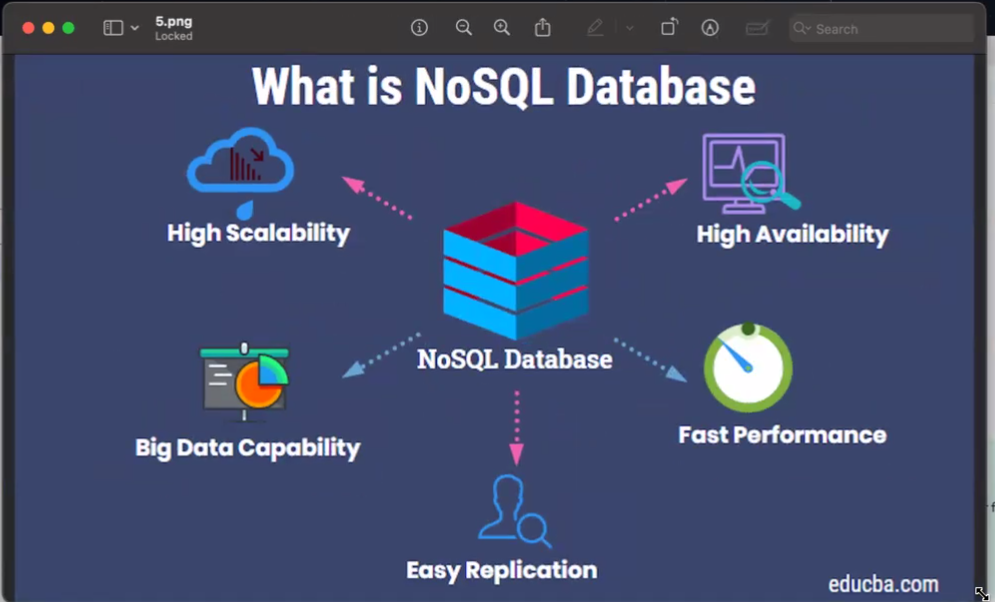 5.png
Locked
Search
What is NoSQL Database
High Scalability
High Availability
NoSQL Database
Big Data Capability
Fast Performance
Easy Replication
educba.com